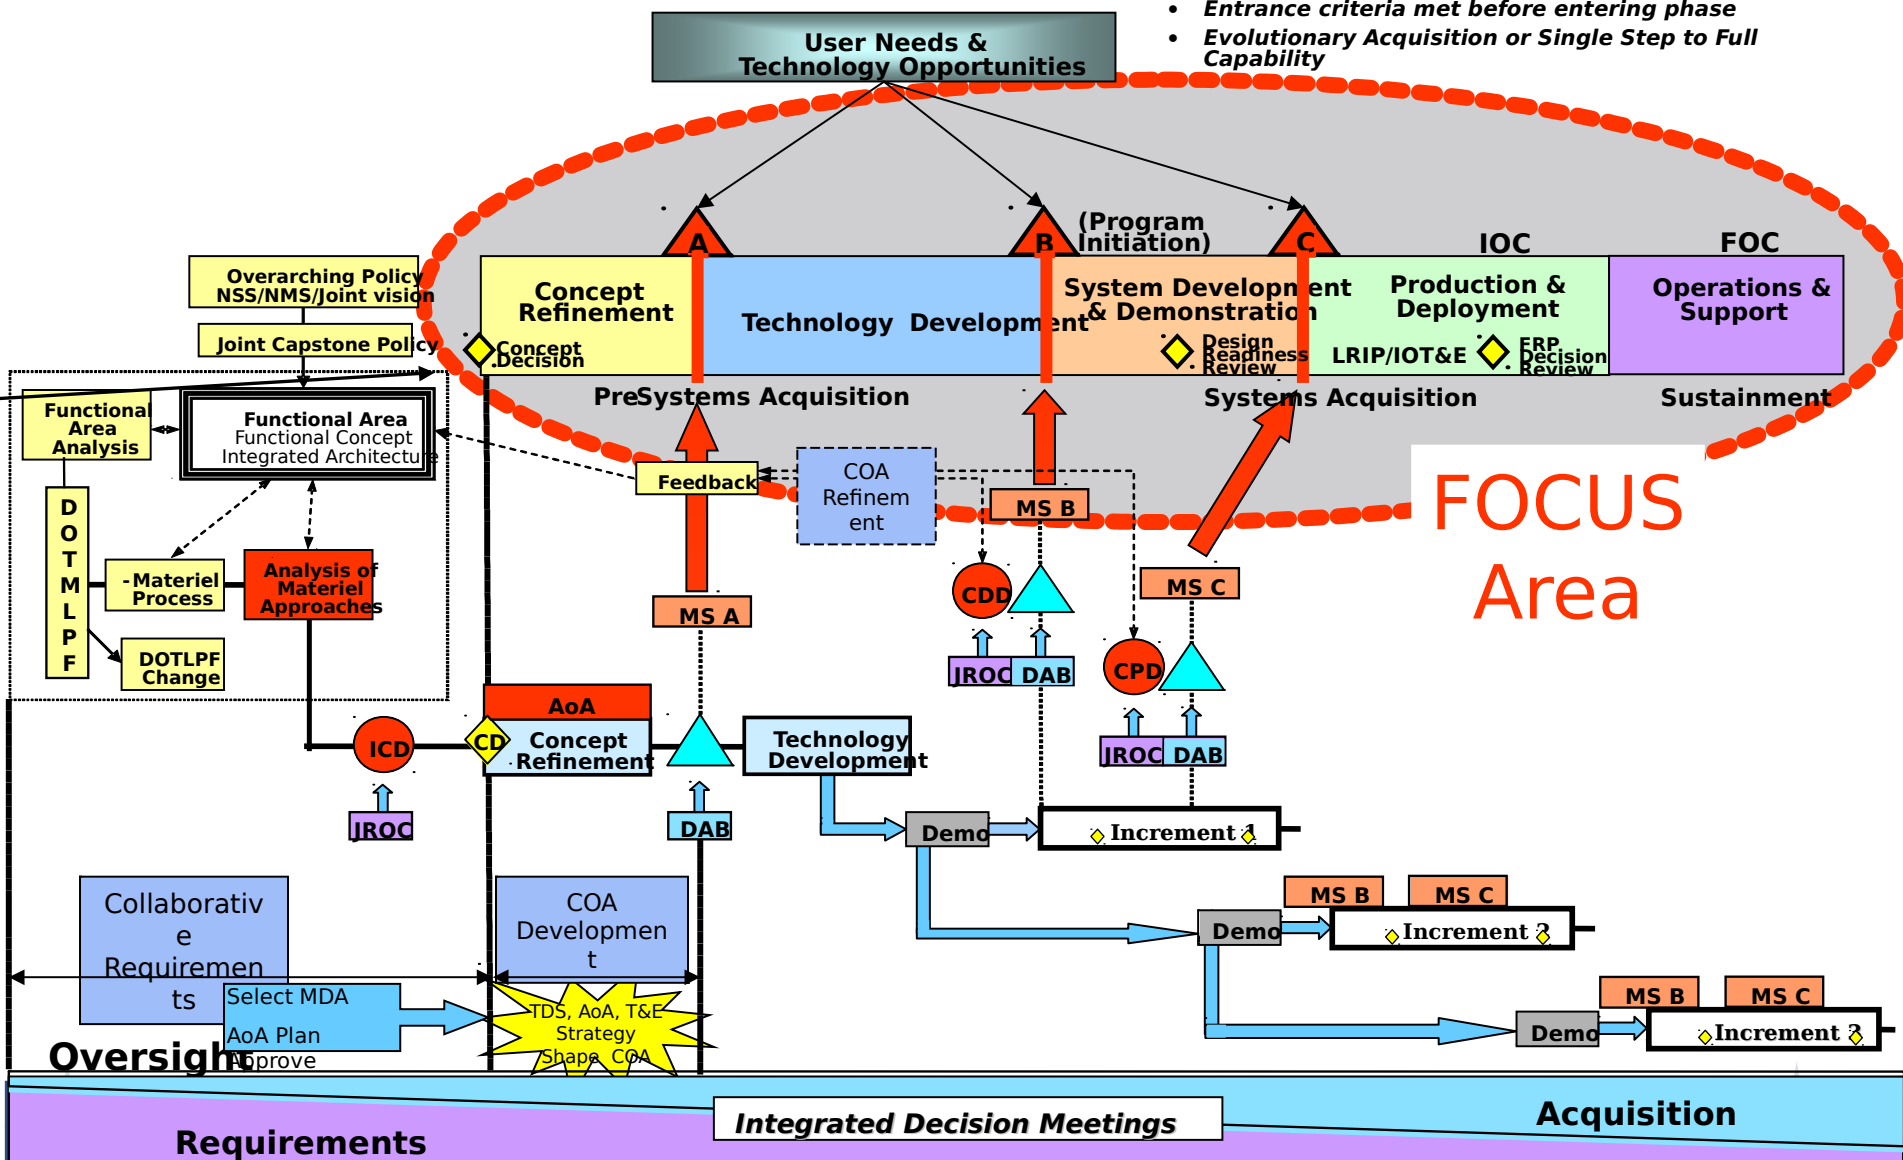 Entrance criteria met before entering phase
Evolutionary Acquisition or Single Step to Full
Capability
User Needs &
Technology Opportunities
A
B
(Program
Initiation)
C
IOC
FOC
Overarching Policy
NSS/NMS/Joint vision
Joint Capstone Policy
Concept
Refinement
Concept
Decision
Technology Development
System Development
& Demonstration
Design
Readiness
Review
Production &
Deployment
LRIP/IOT&E
FRP
Decision
Review
Operations &
Support
PreSystems Acquisition
Systems Acquisition
Sustainment
Functional
Area
Analysis
Functional Area
Functional Concept
Integrated Architecture
Feedback
COA
Refinem
ent
MS B
FOCUS
Area
D
O
T
M
L
P
F
-Materiel
Process
Analysis of
Materiel
Approaches
DOTLPF
Change
MS A
CDD
MS C
JROC
DAB
CPD
JROC
DAB
AoA
ICD
CD
Concept
Refinement
Technology
Development
JROC
DAB
Demo
Increment 1
Collaborativ
e
Requiremen
ts
COA
Developmen
t
MS B
MS C
Demo
Increment 2
Select MDA
AoA Plan
Approve
TDS, AoA, T&E
Strategy
Shape COA
MS B
MS C
Demo
Increment 3
Oversight
Integrated Decision Meetings
Acquisition
Requirements